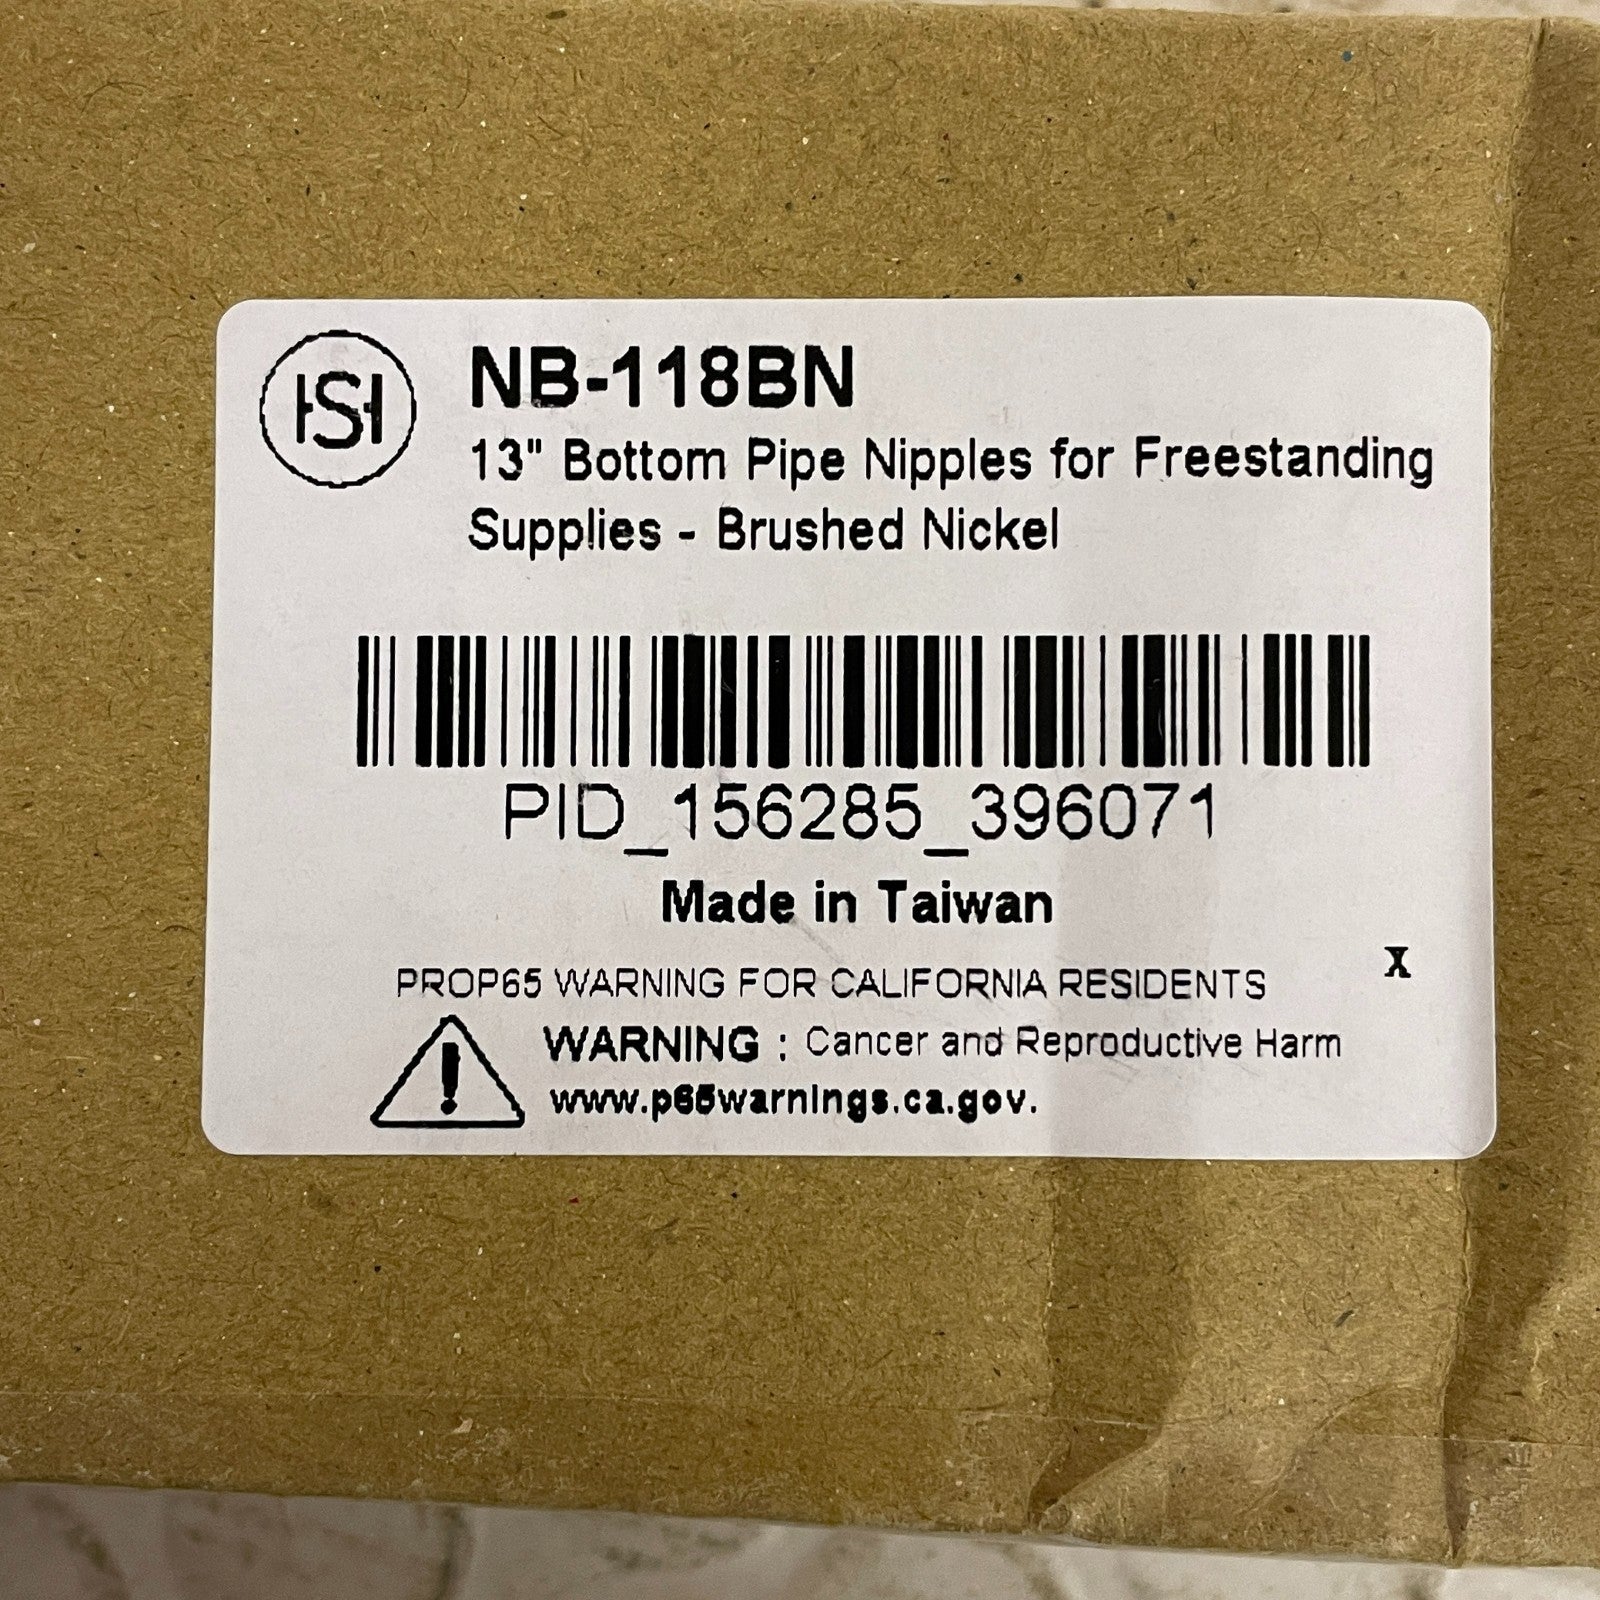 HSH
NB-118BN
13" Bottom Pipe Nipples for Freestanding
Supplies - Brushed Nickel
PID_156285_396071
Made in Taiwan
X
PROP65 WARNING FOR CALIFORNIA RESIDENTS
! WARNING : Cancer and Reproductive Harm
www.p65warnings.ca.gov.